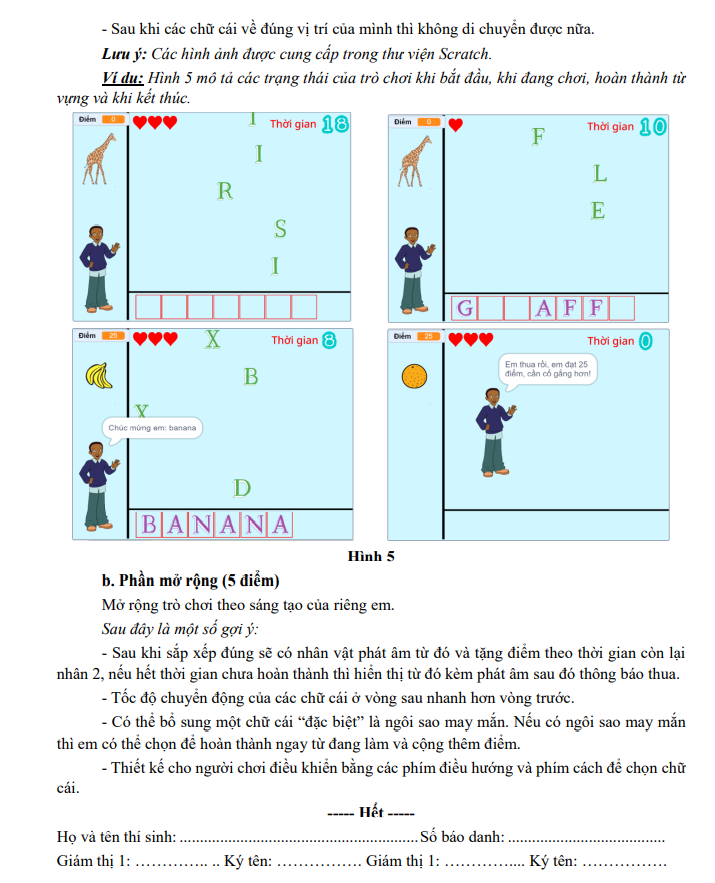 - Sau khi các chữ cái về đúng vị trí của mình thì không di chuyển được nữa.
Lưu ý: Các hình ảnh được cung cấp trong thư viện Scratch.
Ví dụ: Hình 5 mô tả các trạng thái của trò chơi khi bắt đầu, khi đang chơi, hoàn thành từ
vựng và khi kết thúc.
Điểm 0 Thời gian 18
I
I
R
S
I
Điểm 0 Thời gian 10
F
L
E
G A F F
Điểm 25 X Thời gian 8
B
X
Chúc mừng em: banana
D
B A N A N A
Điểm 25 Thời gian 0
Em thua rồi, em đạt 25
điểm, cần cố gắng hơn!
Hình 5
b. Phần mở rộng (5 điểm)
Mở rộng trò chơi theo sáng tạo của riêng em.
Sau đây là một số gợi ý:
- Sau khi sắp xếp đúng sẽ có nhân vật phát âm từ đó và tặng điểm theo thời gian còn lại
nhân 2, nếu hết thời gian chưa hoàn thành thì hiển thị từ đó kèm phát âm sau đó thông báo thua.
- Tốc độ chuyển động của các chữ cái ở vòng sau nhanh hơn vòng trước.
- Có thể bổ sung một chữ cái “đặc biệt” là ngôi sao may mắn. Nếu có ngôi sao may mắn
thì em có thể chọn để hoàn thành ngay từ đang làm và cộng thêm điểm.
- Thiết kế cho người chơi điều khiển bằng các phím điều hướng và phím cách để chọn chữ
cái.
----- Hết -----
Họ và tên thí sinh: ................................................ Số báo danh: ................................
Giám thị 1: ................ Ký tên: ................ Giám thị 1: ................ Ký tên: ................